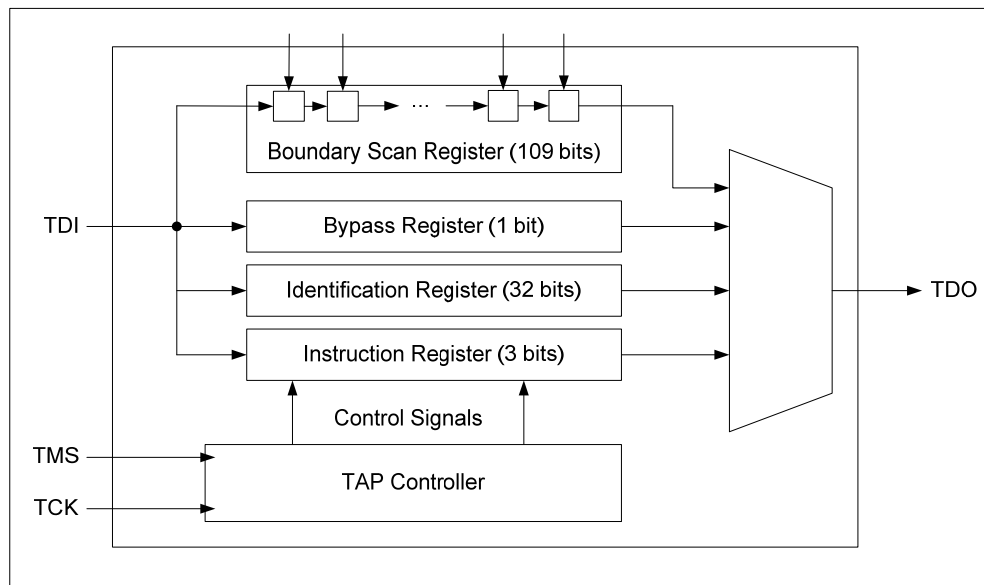 ...
Boundary Scan Register (109 bits)
TDI
Bypass Register (1 bit)
Identification Register (32 bits)
TDO
Instruction Register (3 bits)
Control Signals
TMS
TAP Controller
TCK